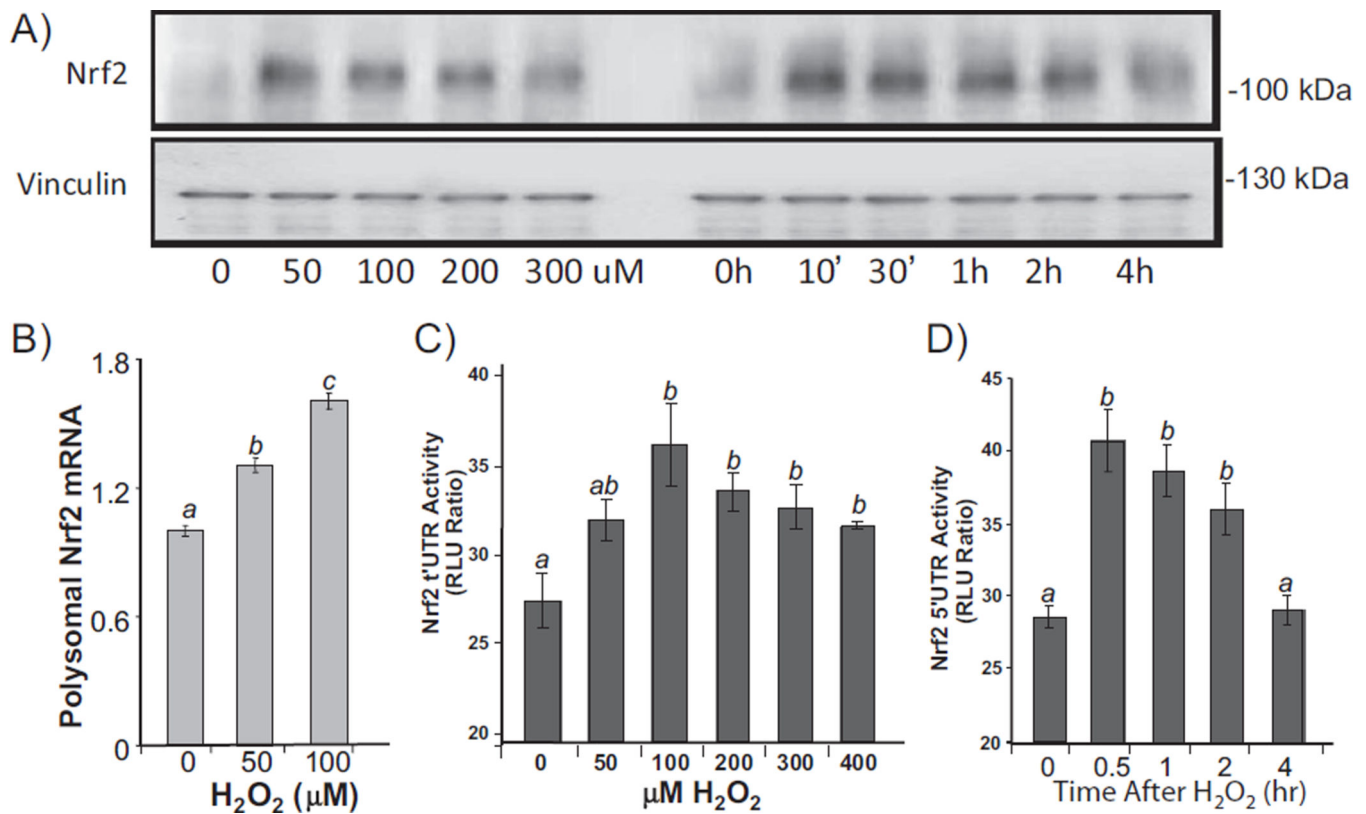 A)
Nrf2
-100 kDa
Vinculin
-130 kDa
0 50 100 200 300 uM 0h 10’ 30’ 1h 2h 4h
B)
Polysomal Nrf2 mRNA
1.8
1.2
0.6
0
a
b
c
0 50 100
H₂O₂ (μM)
C)
Nrf2 t'UTR Activity
(RLU Ratio)
40
35
30
25
20
a
ab
b
b
b
b
0 50 100 200 300 400
μM H₂O₂
D)
Nrf2 5'UTR Activity
(RLU Ratio)
45
40
35
30
25
20
a
b
b
b
a
0 0.5 1 2 4
Time After H₂O₂ (hr)